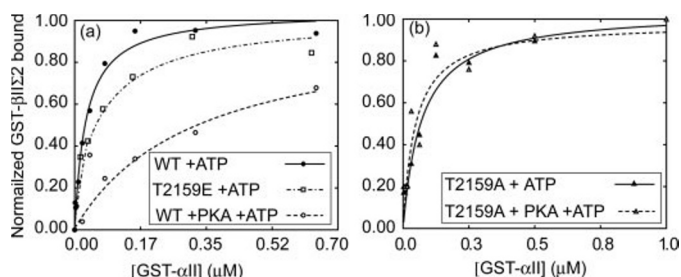 Normalized GST-βIIΣ2 bound
(a)
1.00
0.80
0.60
0.40
0.20
0.00
WT +ATP
T2159E +ATP
WT +PKA +ATP
0.00 0.17 0.35 0.52 0.70
[GST-αII] (μM)
(b)
1.00
0.80
0.60
0.40
0.20
0.00
T2159A + ATP
T2159A + PKA +ATP
0.0 0.3 0.5 0.8 1.0
[GST-αII] (μM)